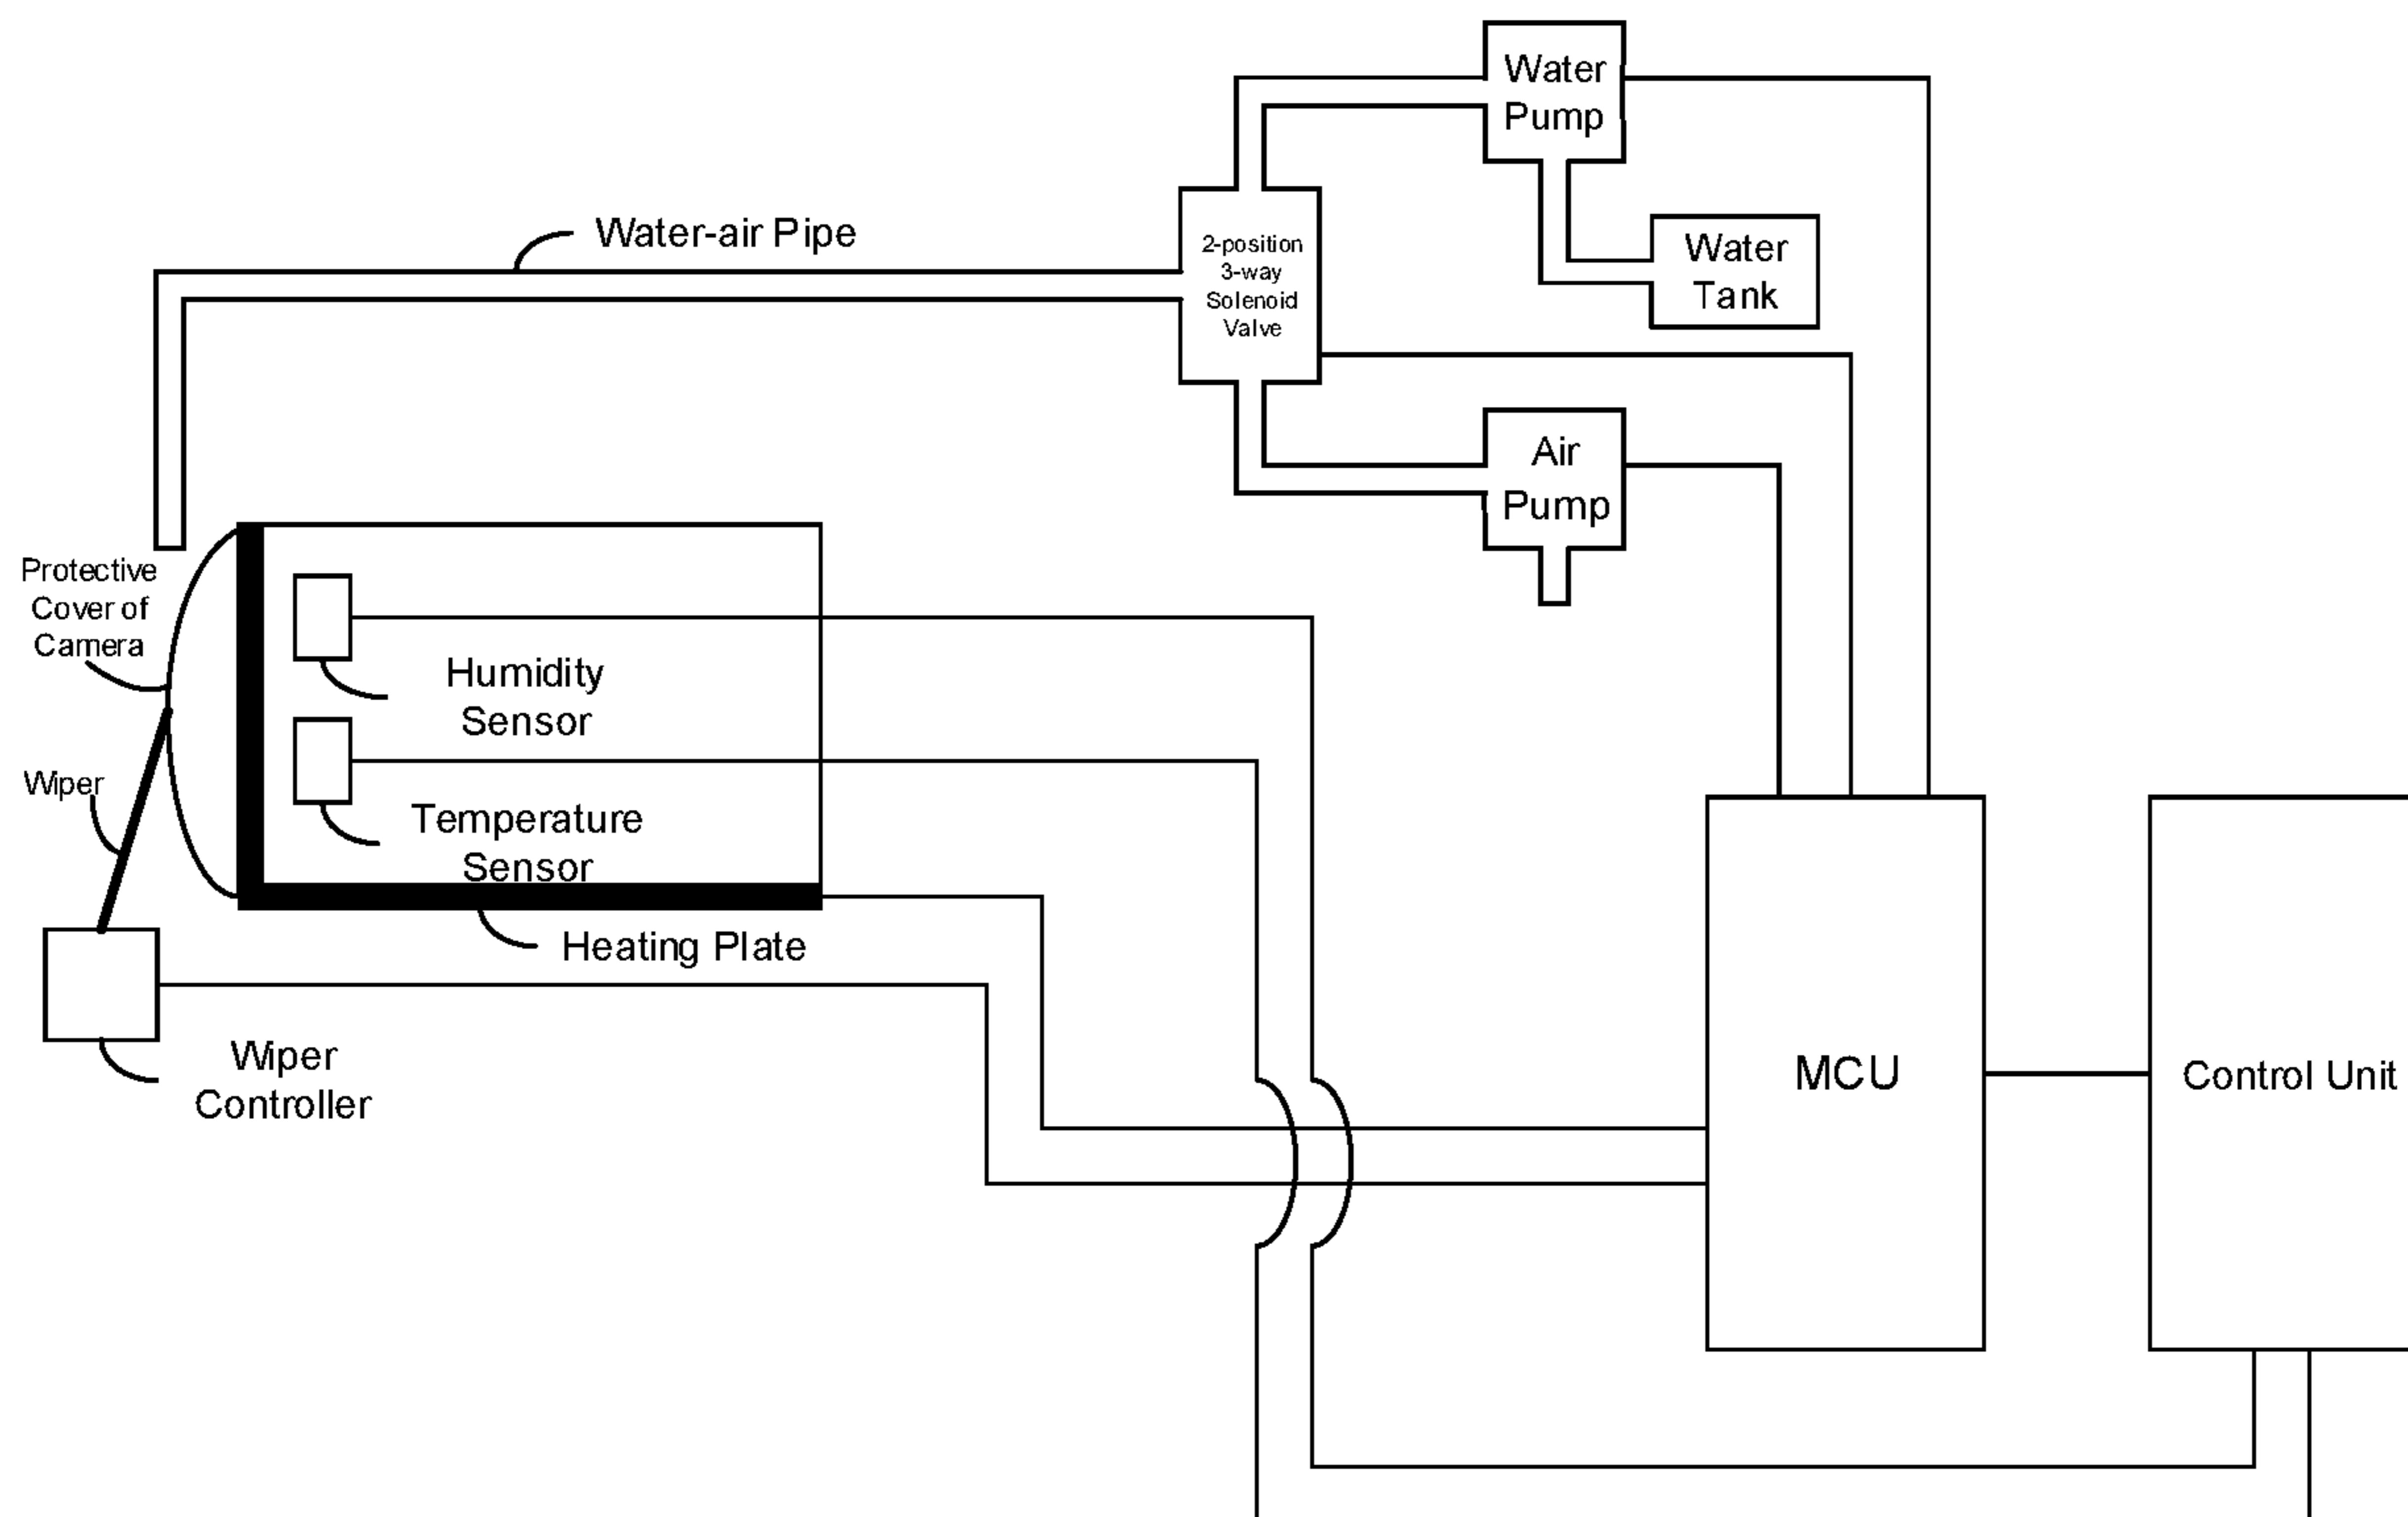 Water
Pump
Water-air Pipe
2-position
3-way
Solenoid
Valve
Water
Tank
Air
Pump
Protective
Cover of
Camera
Humidity
Sensor
Wiper
Temperature
Sensor
Heating Plate
Wiper
Controller
MCU
Control Unit